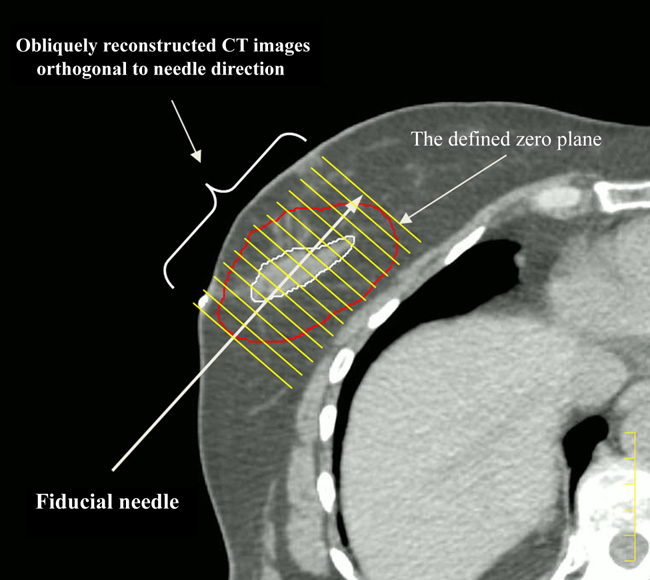 Obliquely reconstructed CT images
orthogonal to needle direction
The defined zero plane
Fiducial needle